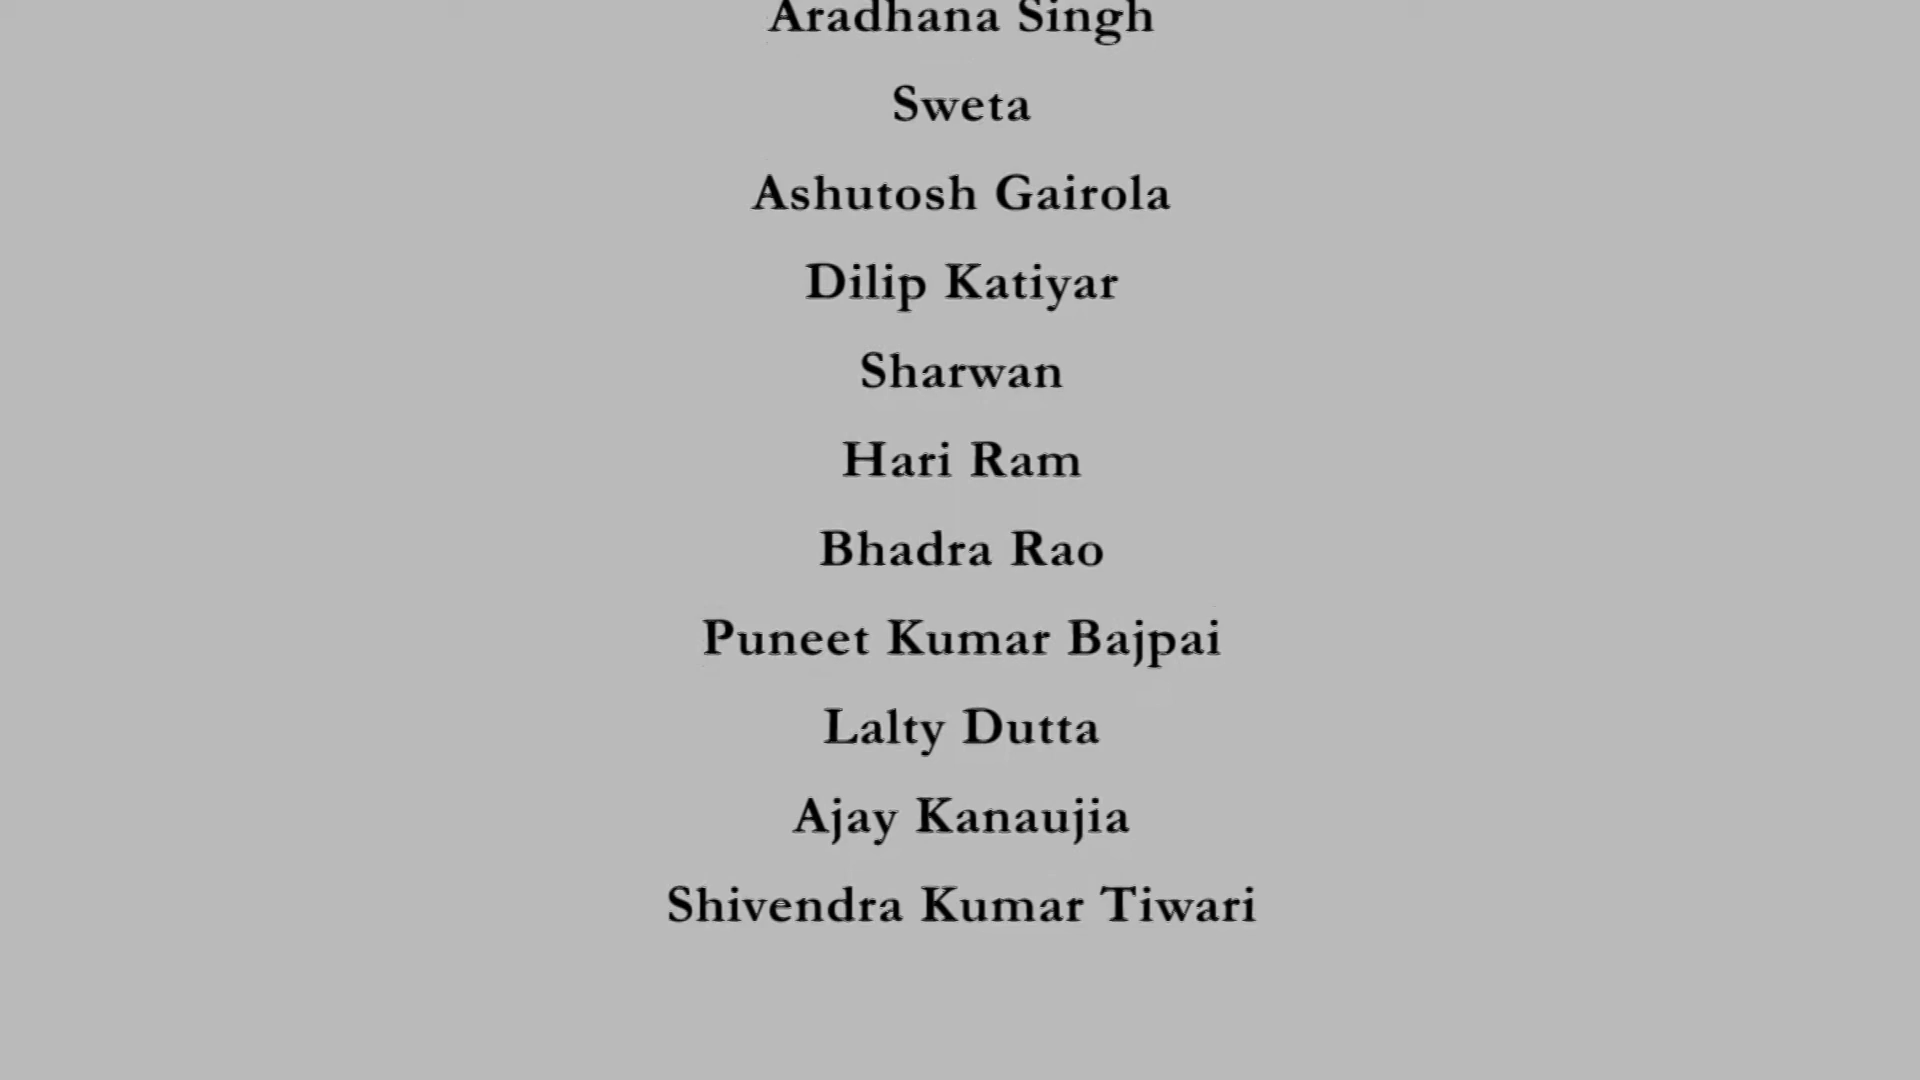 Aradhana Singh
Sweta
Ashutosh Gairola
Dilip Katiyar
Sharwan
Hari Ram
Bhadra Rao
Puneet Kumar Bajpai
Lalty Dutta
Ajay Kanaujia
Shivendra Kumar Tiwari